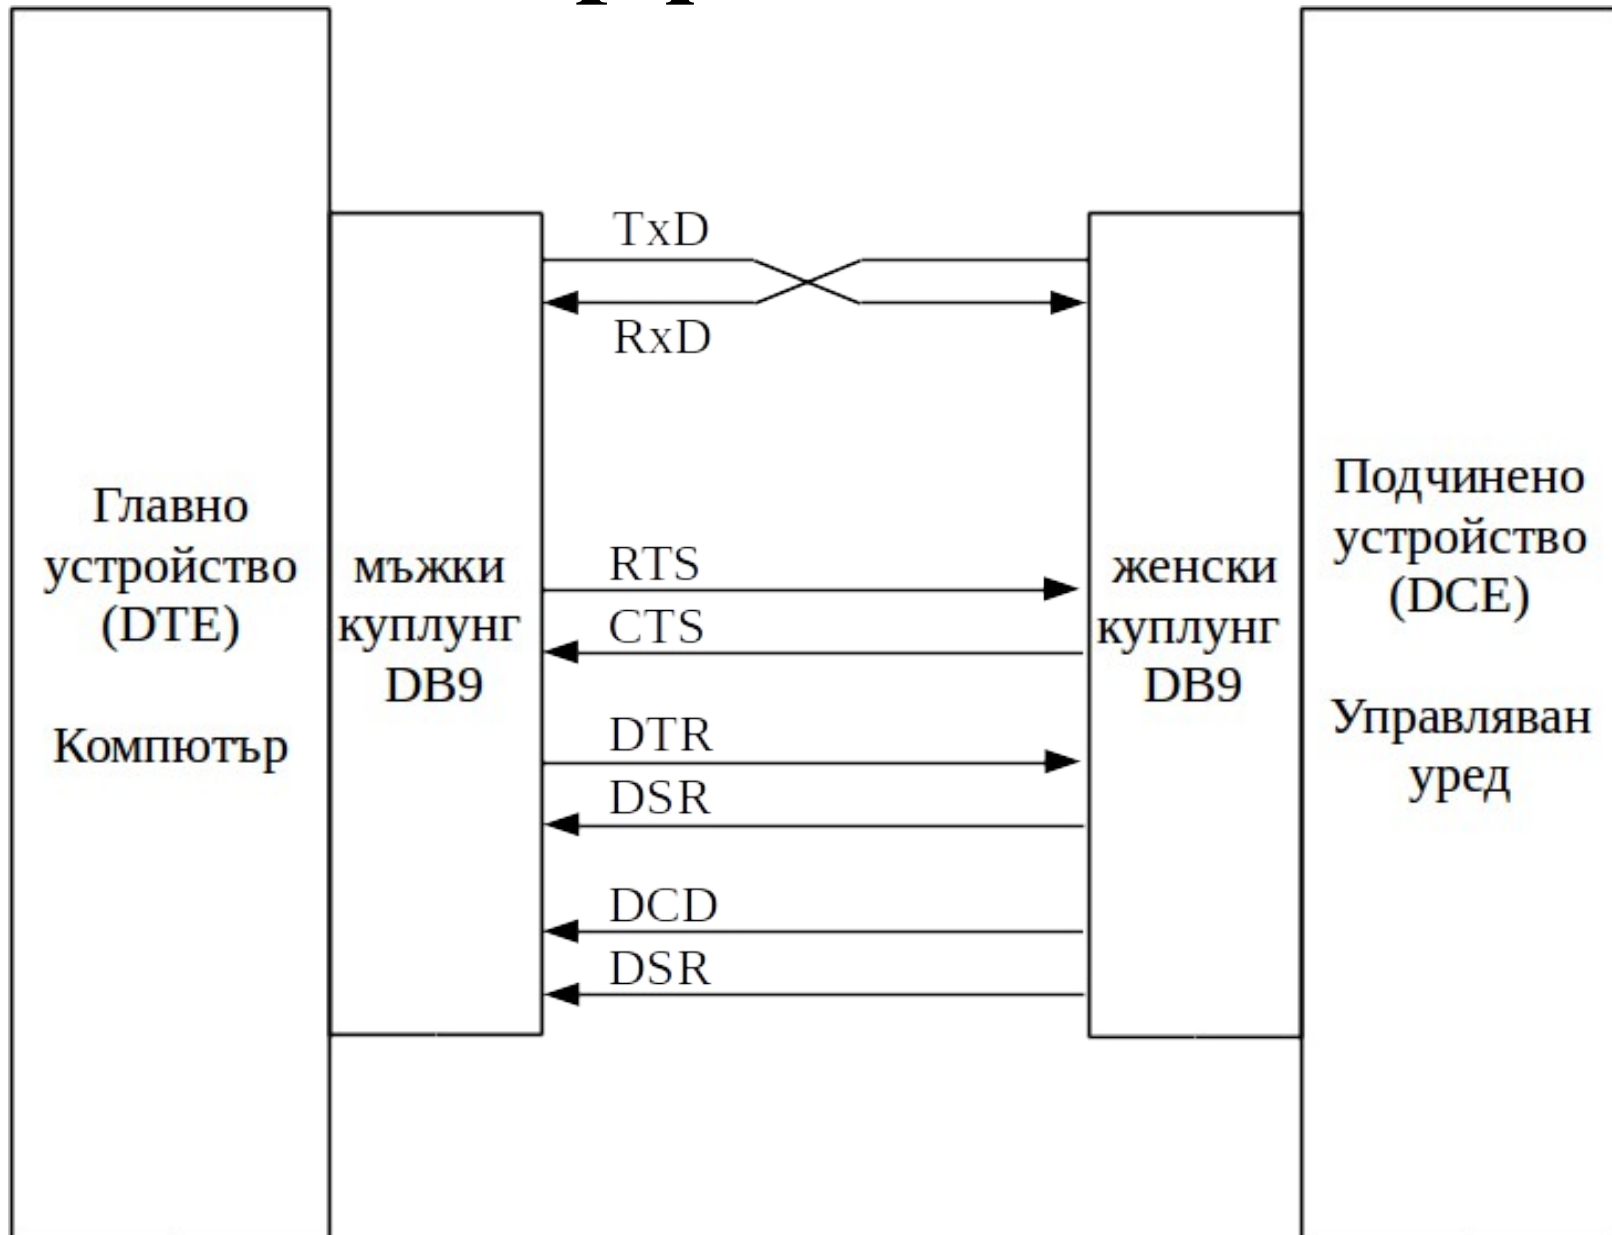 Главно
устройство
(DTE)
Компютър
мъжки
куплунг
DB9
TxD
RxD
RTS
CTS
DTR
DSR
DCD
DSR
женски
куплунг
DB9
Подчинено
устройство
(DCE)
Управляван
уред